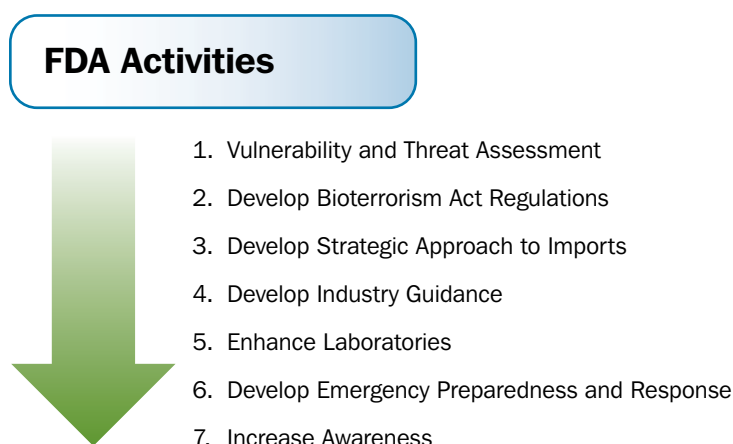 FDA Activities
1. Vulnerability and Threat Assessment
2. Develop Bioterrorism Act Regulations
3. Develop Strategic Approach to Imports
4. Develop Industry Guidance
5. Enhance Laboratories
6. Develop Emergency Preparedness and Response
7. Increase Awareness